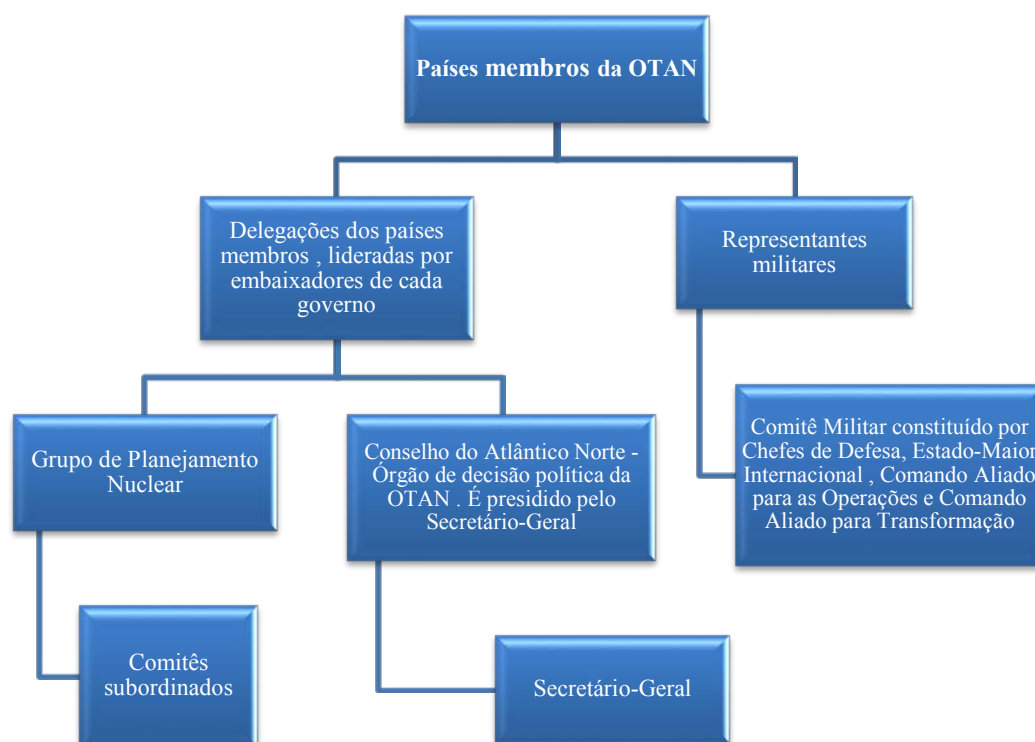 Países membros da OTAN
Delegações dos países
membros , lideradas por
embaixadores de cada
governo
Representantes
militares
Grupo de Planejamento
Nuclear
Conselho do Atlântico Norte -
Órgão de decisão política da
OTAN . É presidido pelo
Secretário-Geral
Comitê Militar constituído por
Chefes de Defesa, Estado-Maior
Internacional , Comando Aliado
para as Operações e Comando
Aliado para Transformação
Comitês
subordinados
Secretário-Geral